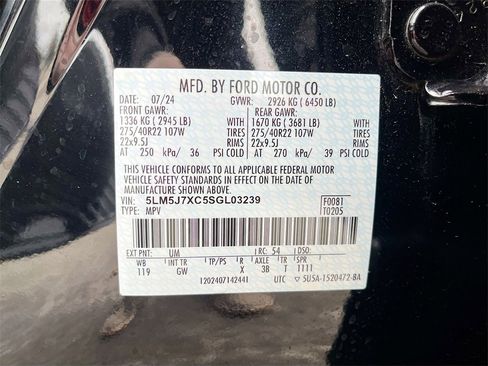 MFD. BY FORD MOTOR CO.
DATE: 07/24 GVWR: 2926 KG ( 6450 LB)
FRONT GAWR: REAR GAWR:
1336 KG ( 2945 LB) WITH 1670 KG ( 3681 LB) WITH
275/40R22 107W TIRES 275/40R22 107W TIRES
22x9.5J RIMS 22x9.5J RIMS
AT 250 kPa/ 36 PSI COLD AT 270 kPa/ 39 PSI COLD
THIS VEHICLE CONFORMS TO ALL APPLICABLE FEDERAL MOTOR
VEHICLE SAFETY STANDARDS IN EFFECT ON THE DATE OF
MANUFACTURE SHOWN ABOVE.
VIN: 5LM5J7XC5SGL03239 F0081
TYPE: MPV T0205
EXT PNT: UM RC: 54
WB INT TR TP/PS R AXLE TR SPR
119 GW X 3B T 1111
1202407142441 UTC ▽ 5U5A-1520472-BA